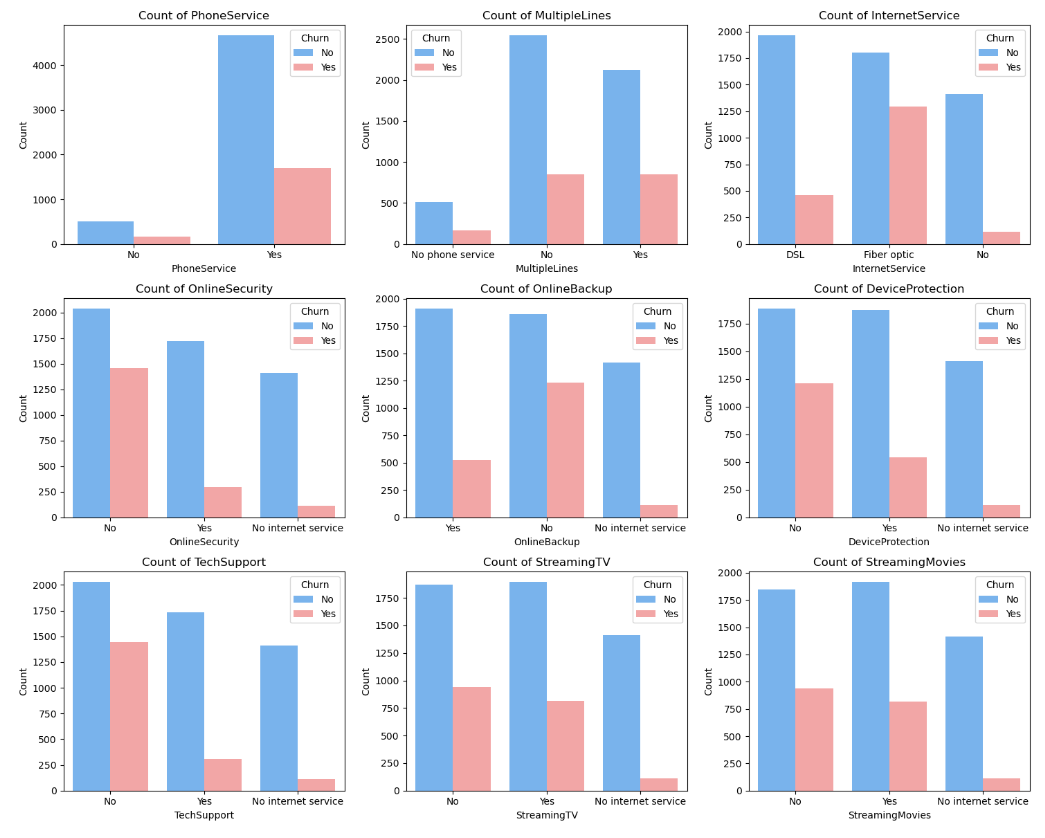 Count of PhoneService
Churn
No
Yes
4000
3000
2000
1000
0
Count
No Yes
PhoneService
Count of MultipleLines
Churn
No
Yes
2500
2000
1500
1000
500
0
Count
No phone service No Yes
MultipleLines
Count of InternetService
Churn
No
Yes
2000
1750
1500
1250
1000
750
500
250
0
Count
DSL Fiber optic No
InternetService
Count of OnlineSecurity
Churn
No
Yes
2000
1750
1500
1250
1000
750
500
250
0
Count
No Yes No internet service
OnlineSecurity
Count of OnlineBackup
Churn
No
Yes
2000
1750
1500
1250
1000
750
500
250
0
Count
Yes No No internet service
OnlineBackup
Count of DeviceProtection
Churn
No
Yes
1750
1500
1250
1000
750
500
250
0
Count
No Yes No internet service
DeviceProtection
Count of TechSupport
Churn
No
Yes
2000
1750
1500
1250
1000
750
500
250
0
Count
No Yes No internet service
TechSupport
Count of StreamingTV
Churn
No
Yes
1750
1500
1250
1000
750
500
250
0
Count
No Yes No internet service
StreamingTV
Count of StreamingMovies
Churn
No
Yes
2000
1750
1500
1250
1000
750
500
250
0
Count
No Yes No internet service
StreamingMovies